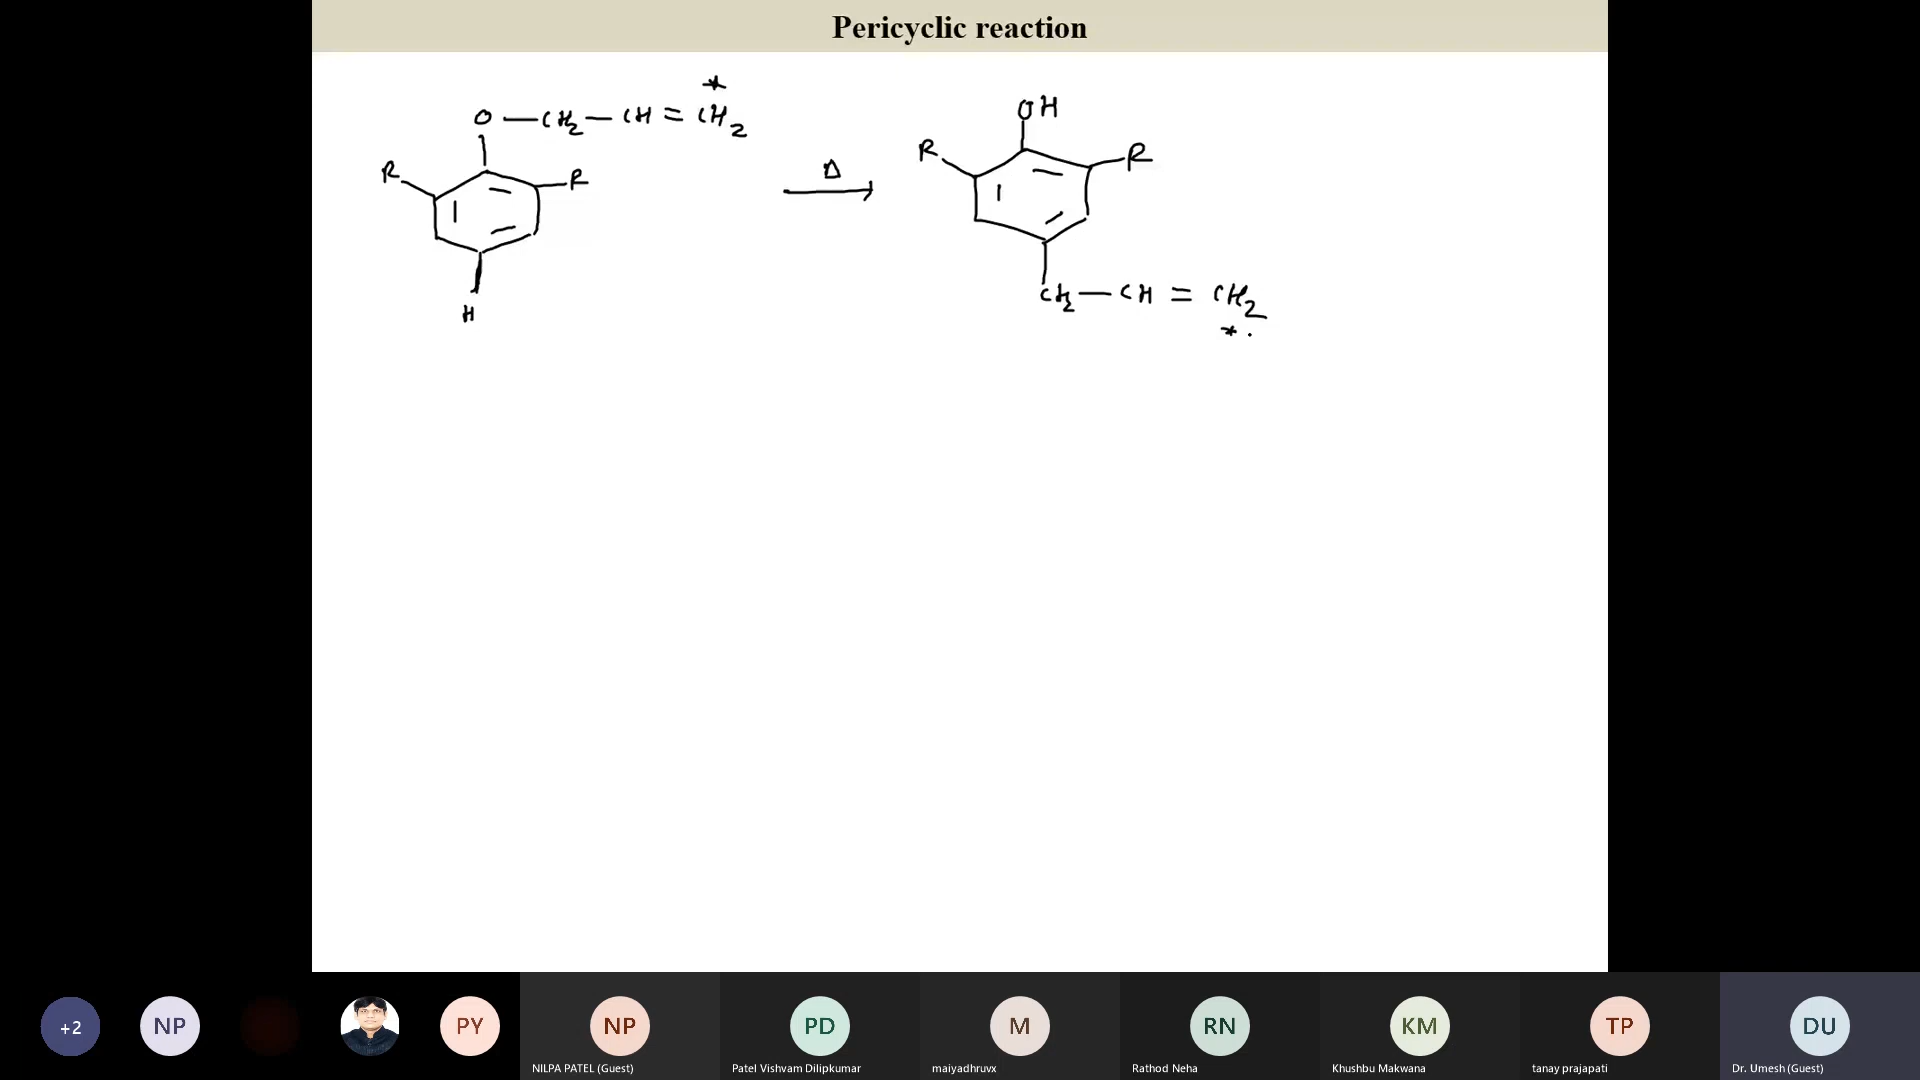 Pericyclic reaction
*
O — CH2 — CH = CH2
R
R
H
Δ
OH
R
R
CH2 — CH = CH2
*
+2
NP
PY
NP
PD
M
RN
KM
TP
DU
NILPA PATEL (Guest)
Patel Vishvam Dilipkumar
maiyadhruvx
Rathod Neha
Khushbu Makwana
tanay prajapati
Dr. Umesh (Guest)